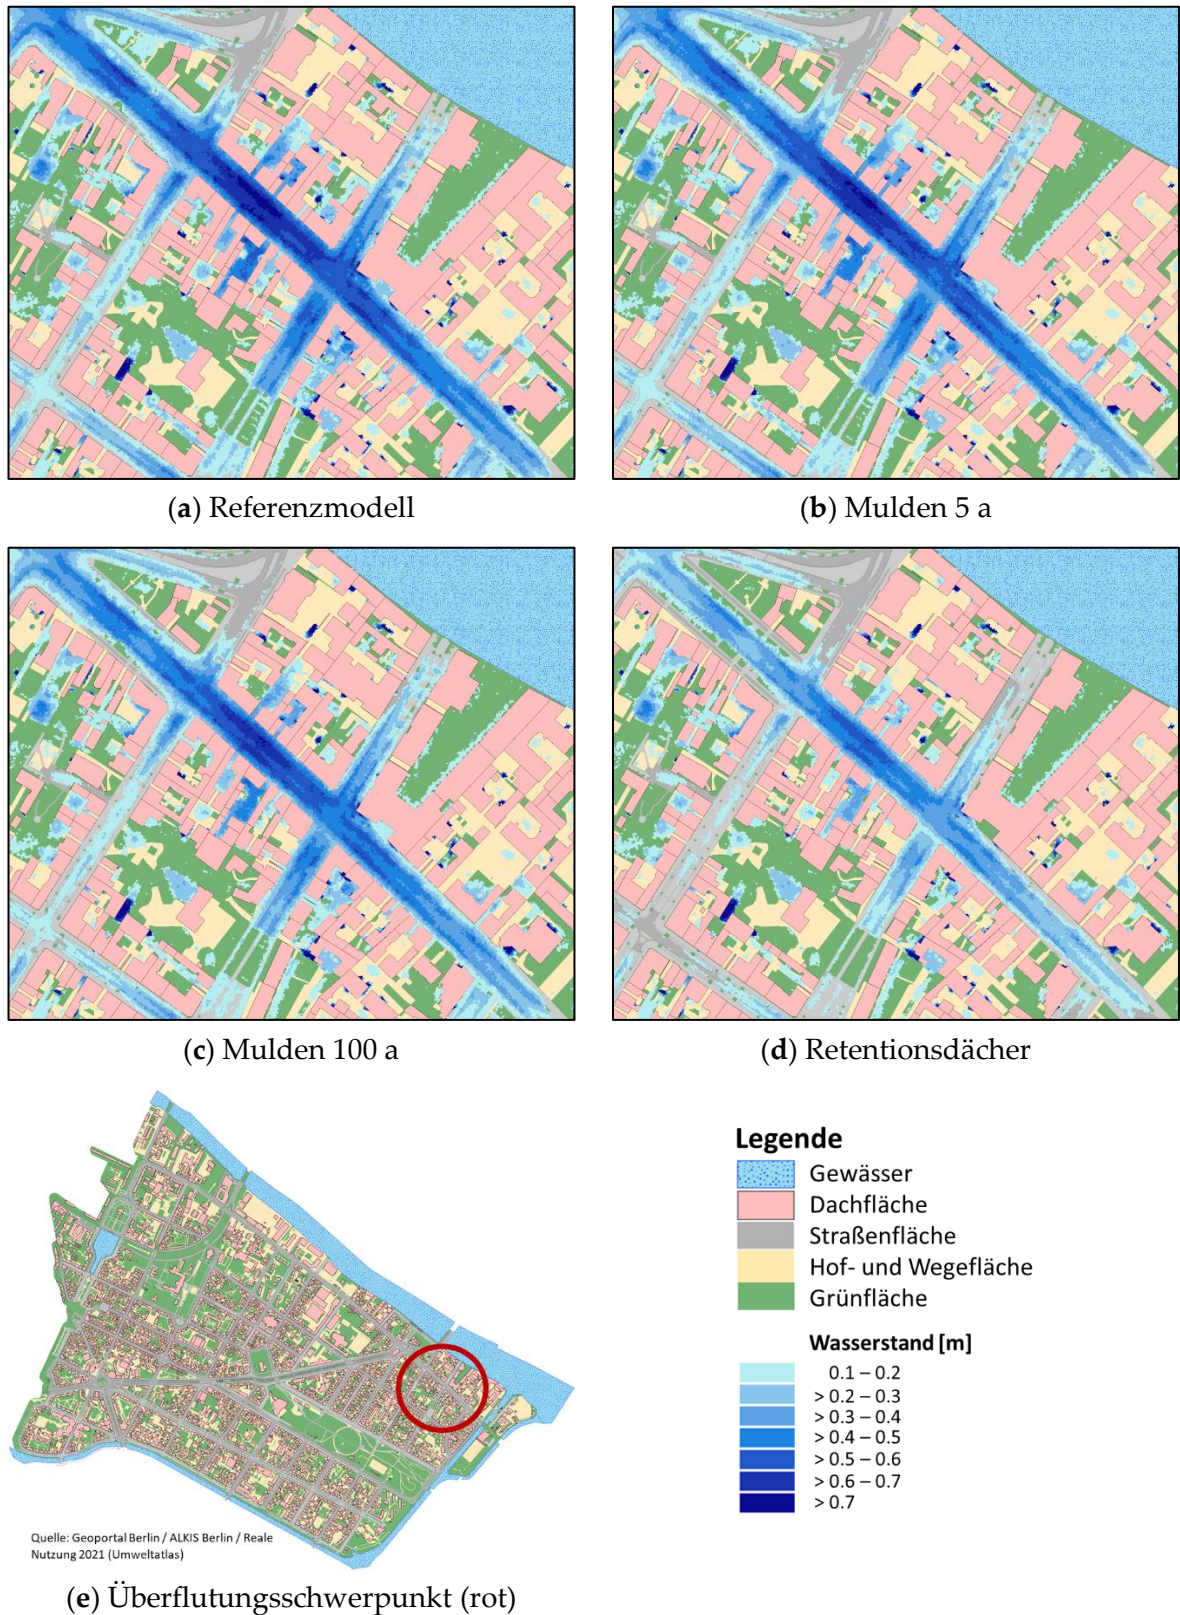 (a) Referenzmodell
(b) Mulden 5 a
(c) Mulden 100 a
(d) Retentionsdächer
Legende
Gewässer
Dachfläche
Straßenfläche
Hof- und Wegefläche
Grünfläche
Wasserstand [m]
0.1 – 0.2
> 0.2 – 0.3
> 0.3 – 0.4
> 0.4 – 0.5
> 0.5 – 0.6
> 0.6 – 0.7
> 0.7
Quelle: Geoportal Berlin / ALKIS Berlin / Reale
Nutzung 2021 (Umweltatlas)
(e) Überflutungsschwerpunkt (rot)